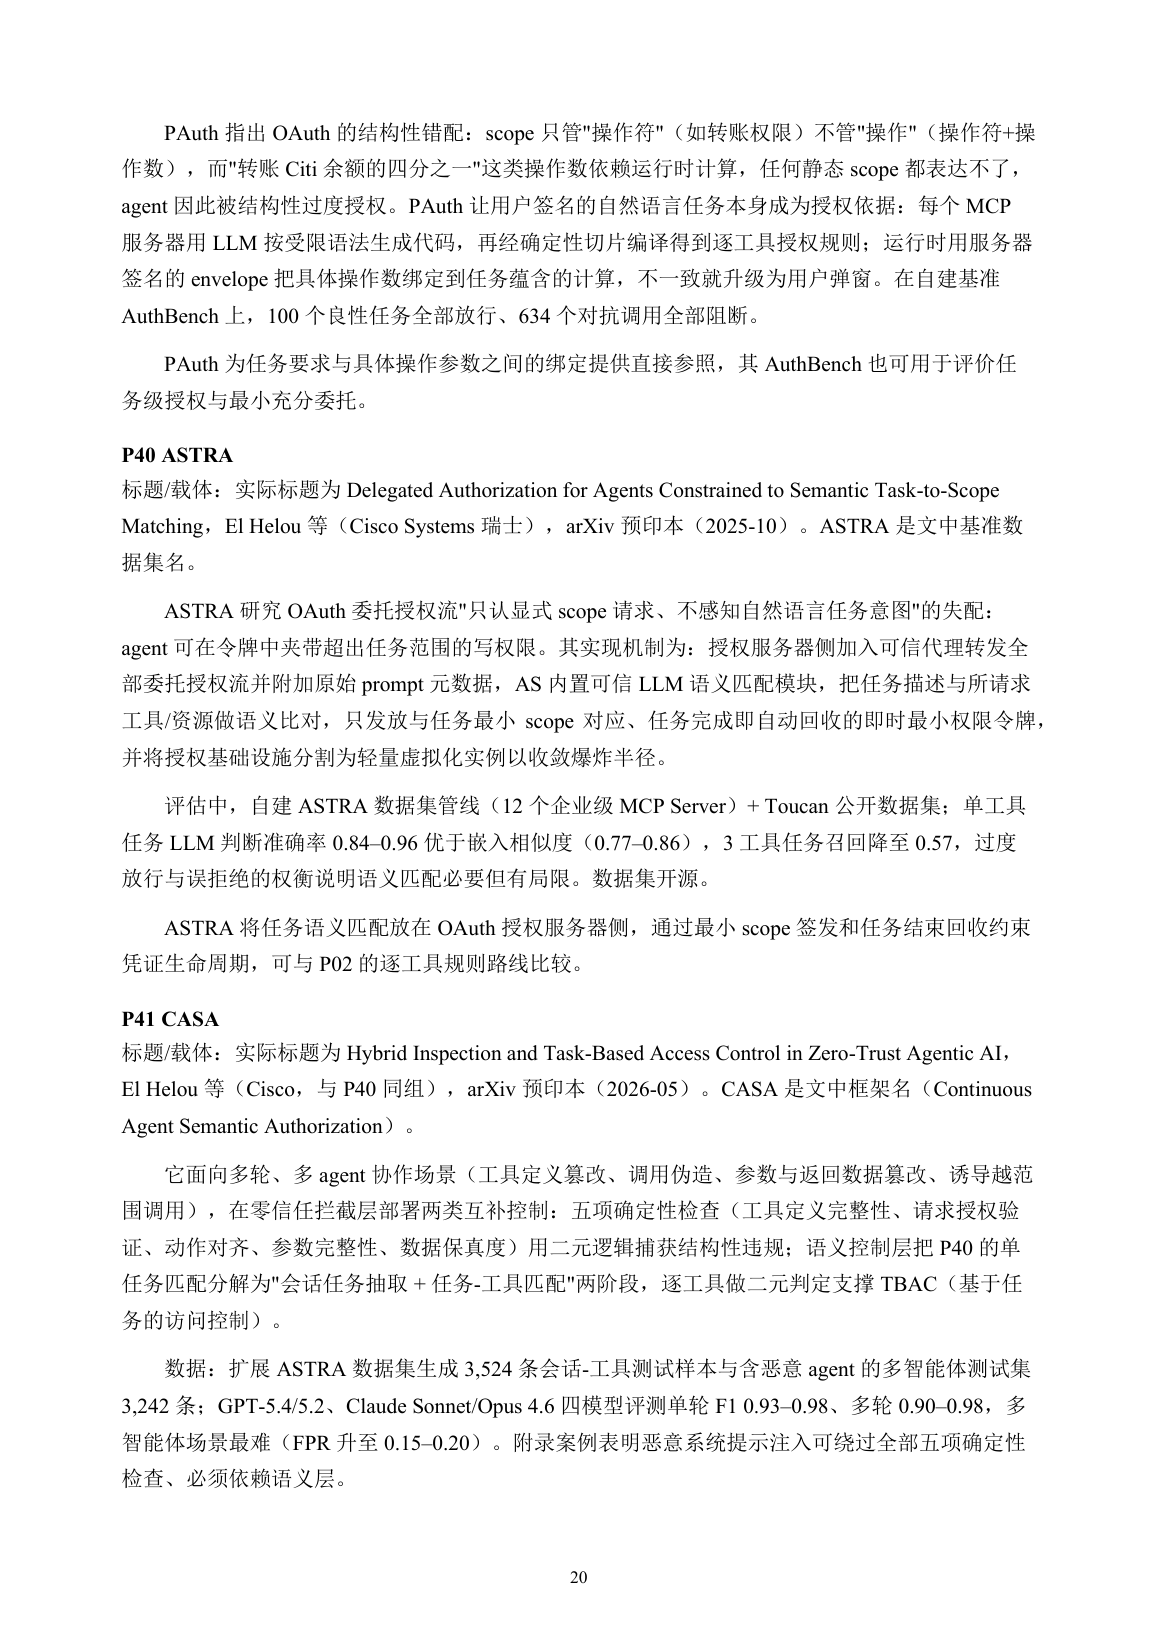 PAuth 指出 OAuth 的结构性错配：scope 只管"操作符"（如转账权限）不管"操作"（操作符+操
作数），而"转账 Citi 余额的四分之一"这类操作数依赖运行时计算，任何静态 scope 都表达不了，
agent 因此被结构性过度授权。PAuth 让用户签名的自然语言任务本身成为授权依据：每个 MCP
服务器用 LLM 按受限语法生成代码，再经确定性切片编译得到逐工具授权规则；运行时用服务器
签名的 envelope 把具体操作数绑定到任务蕴含的计算，不一致就升级为用户弹窗。在自建基准
AuthBench 上，100 个良性任务全部放行、634 个对抗调用全部阻断。
PAuth 为任务要求与具体操作参数之间的绑定提供直接参照，其 AuthBench 也可用于评价任
务级授权与最小充分委托。
P40 ASTRA
标题/载体：实际标题为 Delegated Authorization for Agents Constrained to Semantic Task-to-Scope
Matching，El Helou 等（Cisco Systems 瑞士），arXiv 预印本（2025-10）。ASTRA 是文中基准数
据集名。
ASTRA 研究 OAuth 委托授权流"只认显式 scope 请求、不感知自然语言任务意图"的失配：
agent 可在令牌中夹带超出任务范围的写权限。其实现机制为：授权服务器侧加入可信代理转发全
部委托授权流并附加原始 prompt 元数据，AS 内置可信 LLM 语义匹配模块，把任务描述与所请求
工具/资源做语义比对，只发放与任务最小 scope 对应、任务完成即自动回收的即时最小权限令牌，
并将授权基础设施分割为轻量虚拟化实例以收敛爆炸半径。
评估中，自建 ASTRA 数据集管线（12 个企业级 MCP Server）+ Toucan 公开数据集；单工具
任务 LLM 判断准确率 0.84–0.96 优于嵌入相似度（0.77–0.86），3 工具任务召回降至 0.57，过度
放行与误拒绝的权衡说明语义匹配必要但有局限。数据集开源。
ASTRA 将任务语义匹配放在 OAuth 授权服务器侧，通过最小 scope 签发和任务结束回收约束
凭证生命周期，可与 P02 的逐工具规则路线比较。
P41 CASA
标题/载体：实际标题为 Hybrid Inspection and Task-Based Access Control in Zero-Trust Agentic AI，
El Helou 等（Cisco，与 P40 同组），arXiv 预印本（2026-05）。CASA 是文中框架名（Continuous
Agent Semantic Authorization）。
它面向多轮、多 agent 协作场景（工具定义篡改、调用伪造、参数与返回数据篡改、诱导越范
围调用），在零信任拦截层部署两类互补控制：五项确定性检查（工具定义完整性、请求授权验
证、动作对齐、参数完整性、数据保真度）用二元逻辑捕获结构性违规；语义控制层把 P40 的单
任务匹配分解为"会话任务抽取 + 任务-工具匹配"两阶段，逐工具做二元判定支撑 TBAC（基于任
务的访问控制）。
数据：扩展 ASTRA 数据集生成 3,524 条会话-工具测试样本与含恶意 agent 的多智能体测试集
3,242 条；GPT-5.4/5.2、Claude Sonnet/Opus 4.6 四模型评测单轮 F1 0.93–0.98、多轮 0.90–0.98，多
智能体场景最难（FPR 升至 0.15–0.20）。附录案例表明恶意系统提示注入可绕过全部五项确定性
检查、必须依赖语义层。
20